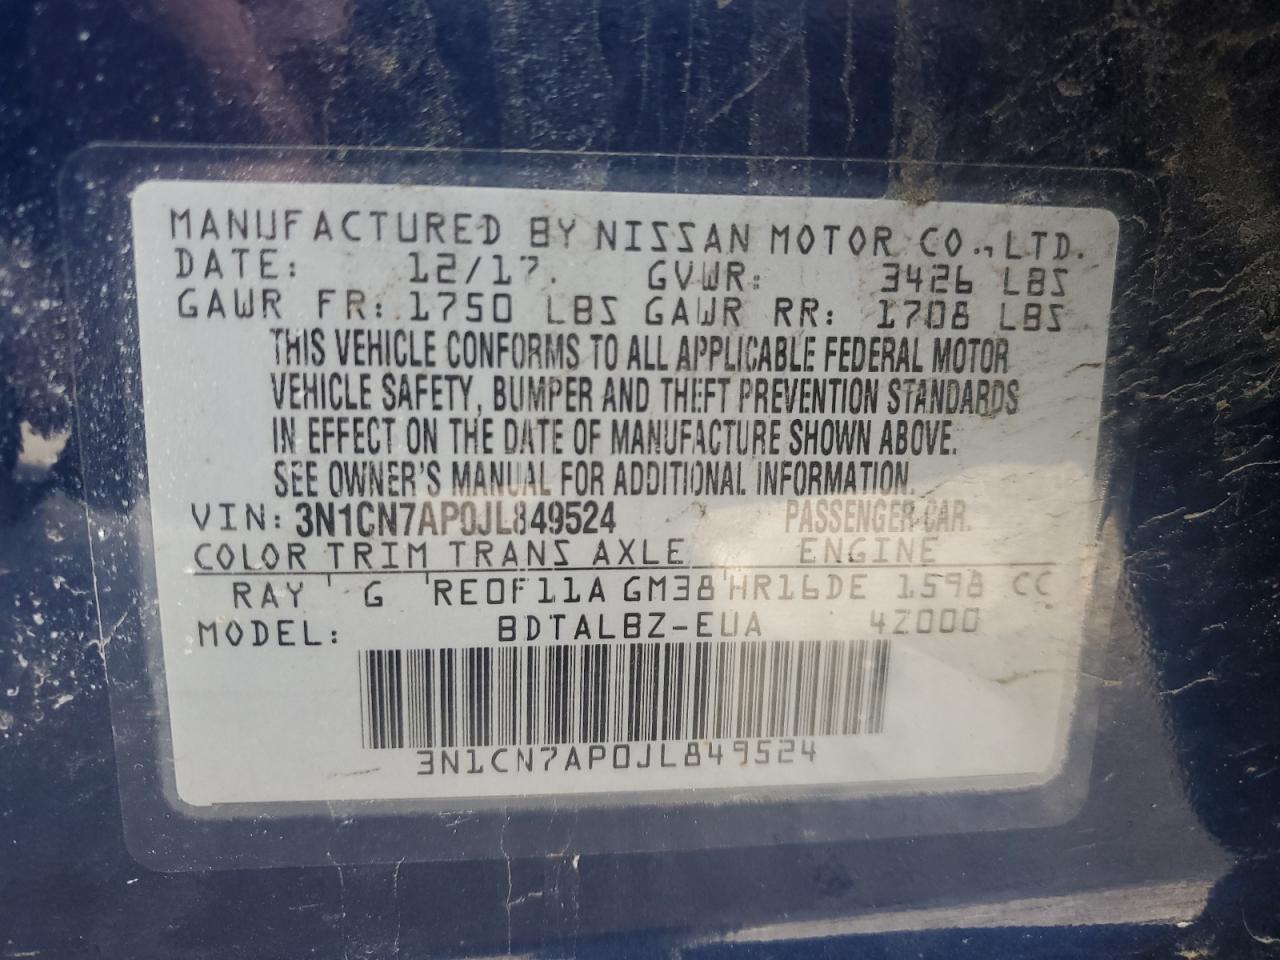 MANUFACTURED BY NISSAN MOTOR CO., LTD.
DATE: 12/17. GVWR: 3426 LBS
GAWR FR: 1750 LBS GAWR RR: 1708 LBS
THIS VEHICLE CONFORMS TO ALL APPLICABLE FEDERAL MOTOR
VEHICLE SAFETY, BUMPER AND THEFT PREVENTION STANDARDS
IN EFFECT ON THE DATE OF MANUFACTURE SHOWN ABOVE.
SEE OWNER'S MANUAL FOR ADDITIONAL INFORMATION.
VIN: 3N1CN7AP0JL849524 PASSENGER CAR.
COLOR TRIM TRANS AXLE ENGINE
RAY G RE0F11A GM38 HR16DE 1598 CC
MODEL: BDTALBZ-EUA 4Z000
3N1CN7AP0JL849524